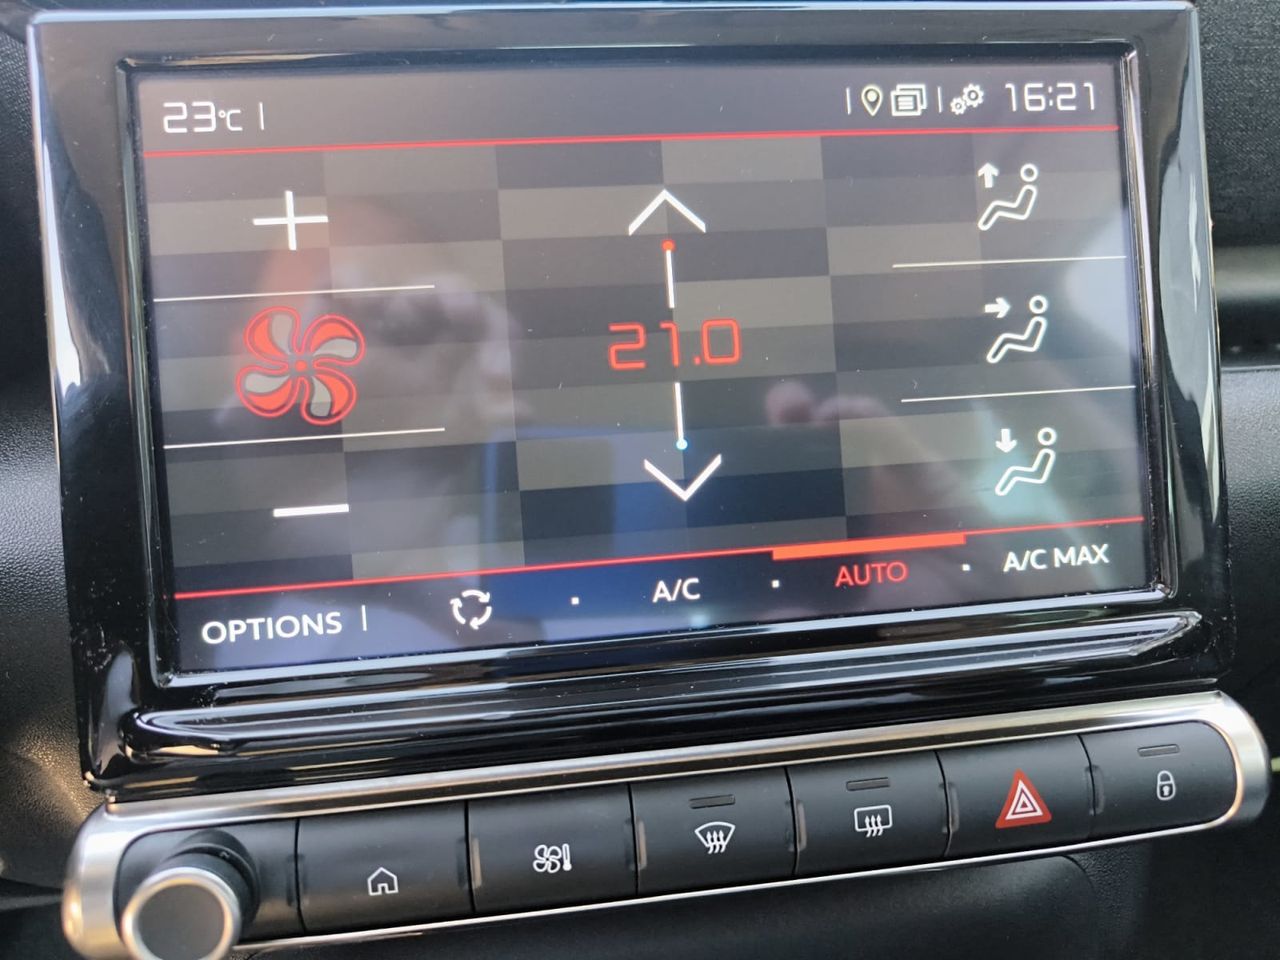 23°C
16:21
21.0
OPTIONS A/C AUTO A/C MAX